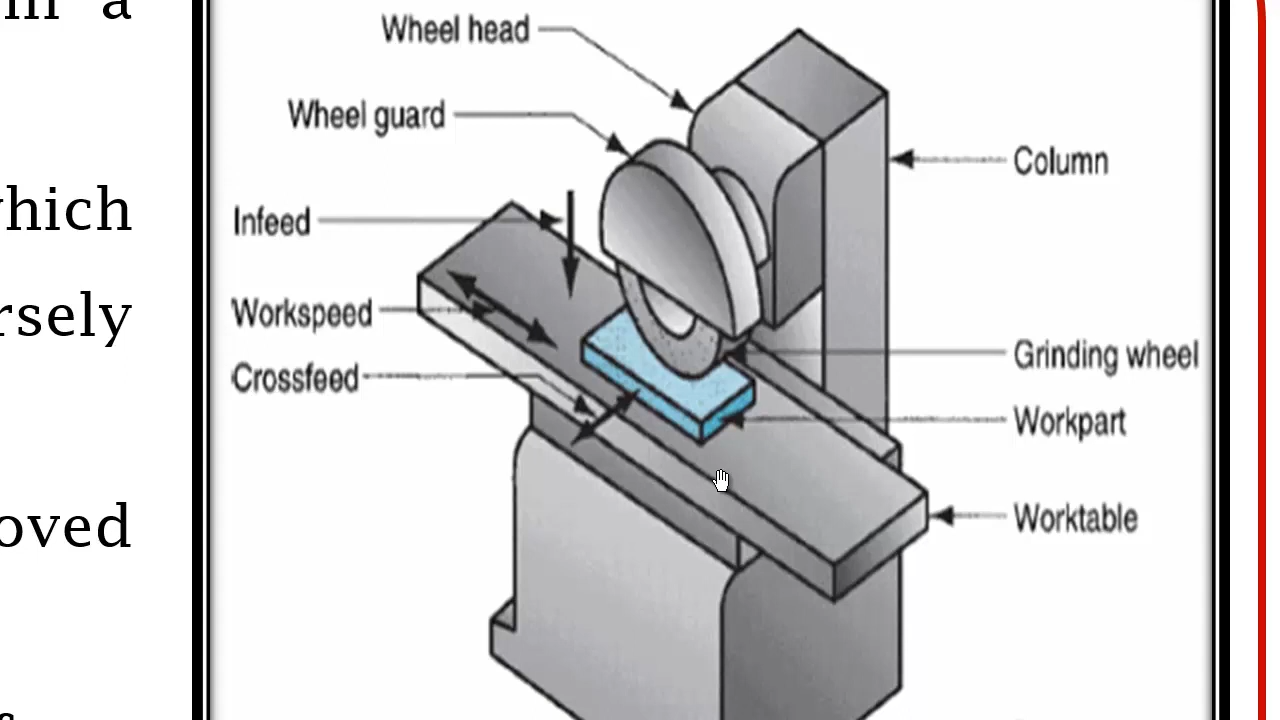 in a
which
rsely
oved
Wheel head
Wheel guard
Column
Infeed
Workspeed
Grinding wheel
Crossfeed
Workpart
Worktable